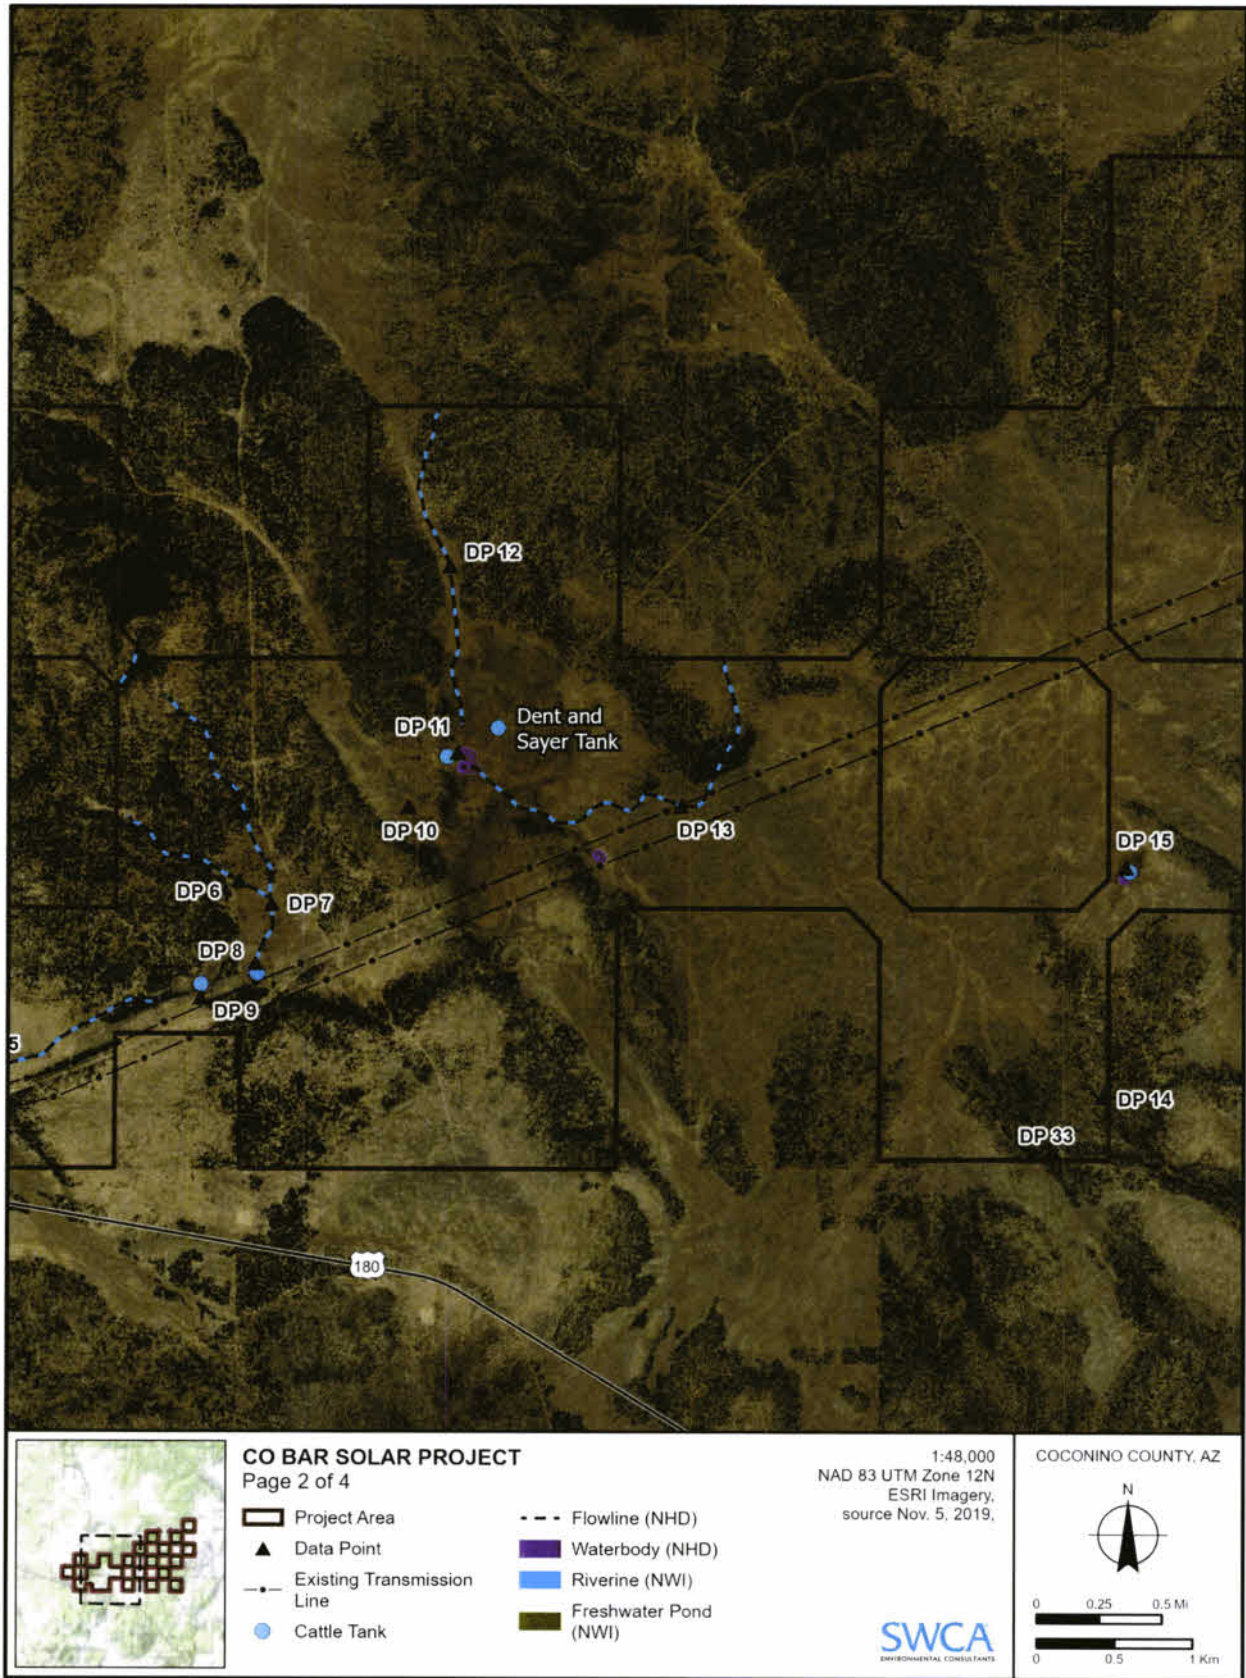 DP 12
DP 11
Dent and
Sayer Tank
DP 10
DP 13
DP 15
DP 6
DP 7
DP 8
DP 9
5
DP 14
DP 33
180
CO BAR SOLAR PROJECT
Page 2 of 4
Project Area
Data Point
Existing Transmission
Line
Cattle Tank
Flowline (NHD)
Waterbody (NHD)
Riverine (NWI)
Freshwater Pond
(NWI)
1:48,000
NAD 83 UTM Zone 12N
ESRI Imagery,
source Nov. 5, 2019,
SWCA
ENVIRONMENTAL CONSULTANTS
COCONINO COUNTY, AZ
N
0 0.25 0.5 Mi
0 0.5 1 Km